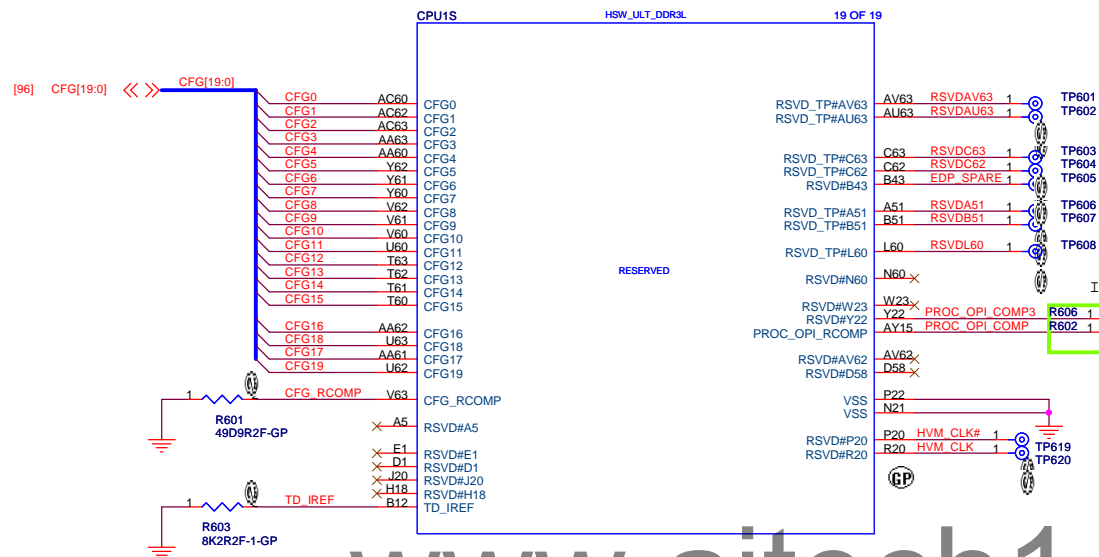 CPU1S HSW_ULT_DDR3L 19 OF 19
[96] CFG[19:0] CFG[19:0]
CFG0 AC60 CFG0 RSVD_TP#AV63 AV63 RSVDAV63 1 TP601
CFG1 AC62 CFG1 RSVD_TP#AU63 AU63 RSVDAU63 1 TP602
CFG2 AC63 CFG2
CFG3 AA63 CFG3
CFG4 AA60 CFG4 RSVD_TP#C63 C63 RSVDC63 1 TP603
CFG5 Y62 CFG5 RSVD_TP#C62 C62 RSVDC62 1 TP604
CFG6 Y61 CFG6 RSVD#B43 B43 EDP_SPARE 1 TP605
CFG7 Y60 CFG7
CFG8 V62 CFG8 RSVD_TP#A51 A51 RSVDA51 1 TP606
CFG9 V61 CFG9 RSVD_TP#B51 B51 RSVDB51 1 TP607
CFG10 V60 CFG10
CFG11 U60 CFG11 RSVD_TP#L60 L60 RSVDL60 1 TP608
CFG12 T63 CFG12
CFG13 T62 CFG13 RESERVED RSVD#N60 N60
CFG14 T61 CFG14
CFG15 T60 CFG15 RSVD#W23 W23
RSVD#Y22 Y22 PROC_OPI_COMP3 R606 1
CFG16 AA62 CFG16 PROC_OPI_RCOMP AY15 PROC_OPI_COMP R602 1
CFG18 U63 CFG18
CFG17 AA61 CFG17 RSVD#AV62 AV62
CFG19 U62 CFG19 RSVD#D58 D58
1 CFG_RCOMP V63 CFG_RCOMP VSS P22
VSS N21
R601
49D9R2F-GP
A5 RSVD#A5
RSVD#P20 P20 HVM_CLK# 1 TP619
E1 RSVD#E1 RSVD#R20 R20 HVM_CLK 1 TP620
D1 RSVD#D1
J20 RSVD#J20 GP
H18 RSVD#H18
1 TD_IREF B12 TD_IREF
R603
8K2R2F-1-GP